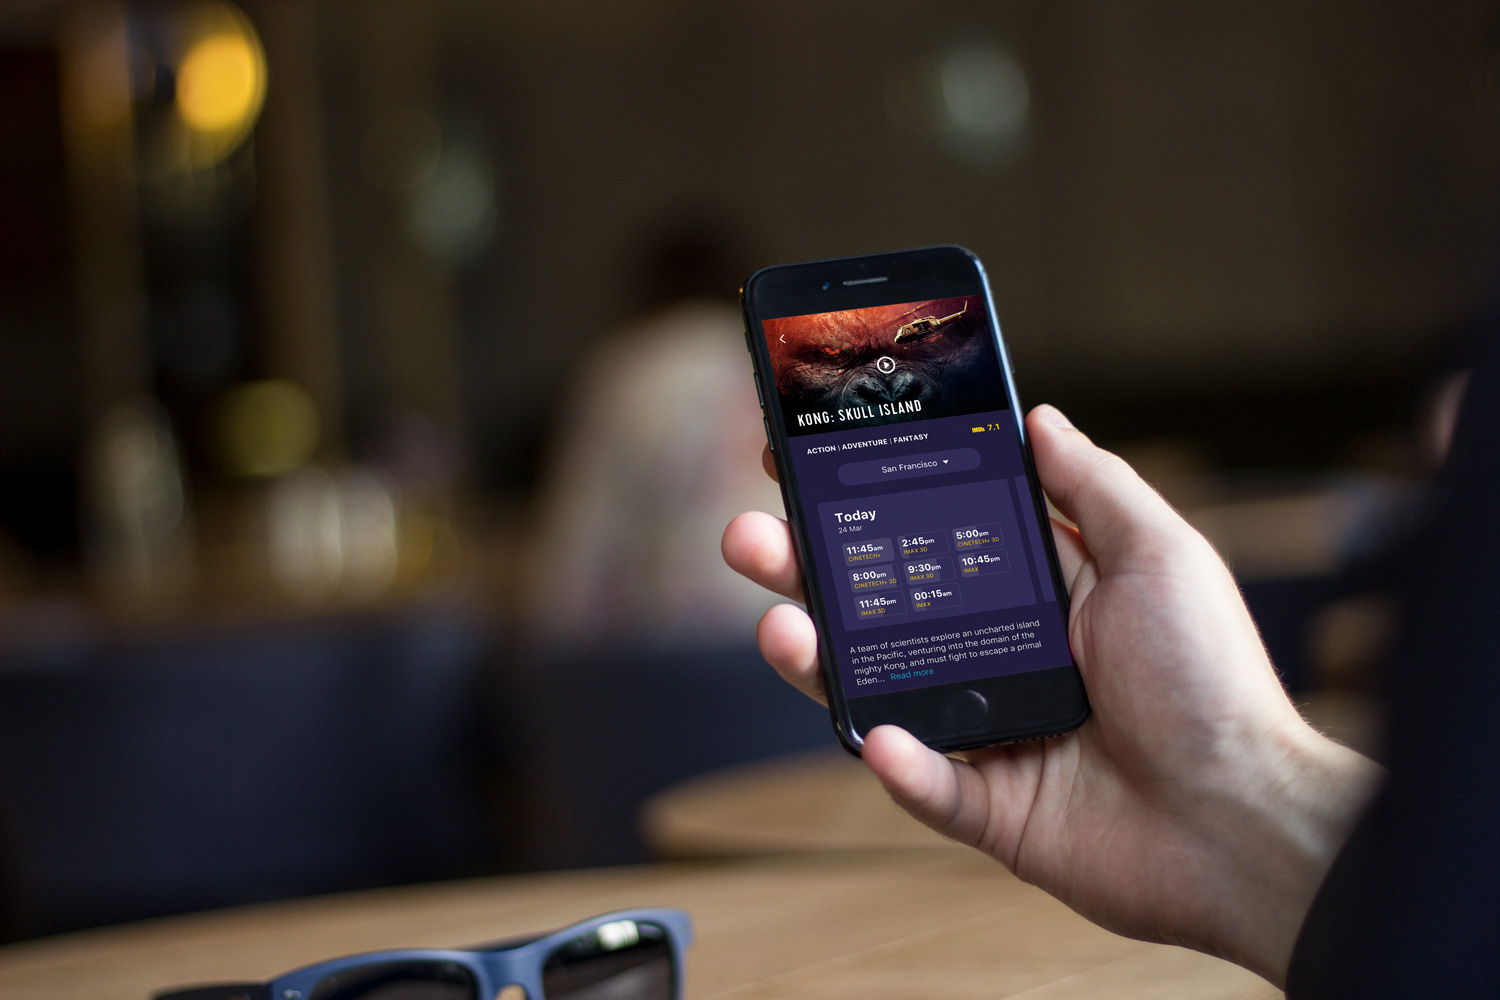 KONG: SKULL ISLAND
ACTION | ADVENTURE | FANTASY
IMDb 7.1
San Francisco
Today
24 Mar
11:45am 2:45pm 5:00pm
CINETECH+ IMAX 3D CINETECH+ 3D
8:00pm 9:30pm 10:45pm
CINETECH+ 3D IMAX 3D IMAX
11:45pm 00:15am
IMAX 3D IMAX
A team of scientists explore an uncharted island
in the Pacific, venturing into the domain of the
mighty Kong, and must fight to escape a primal
Eden... Read more